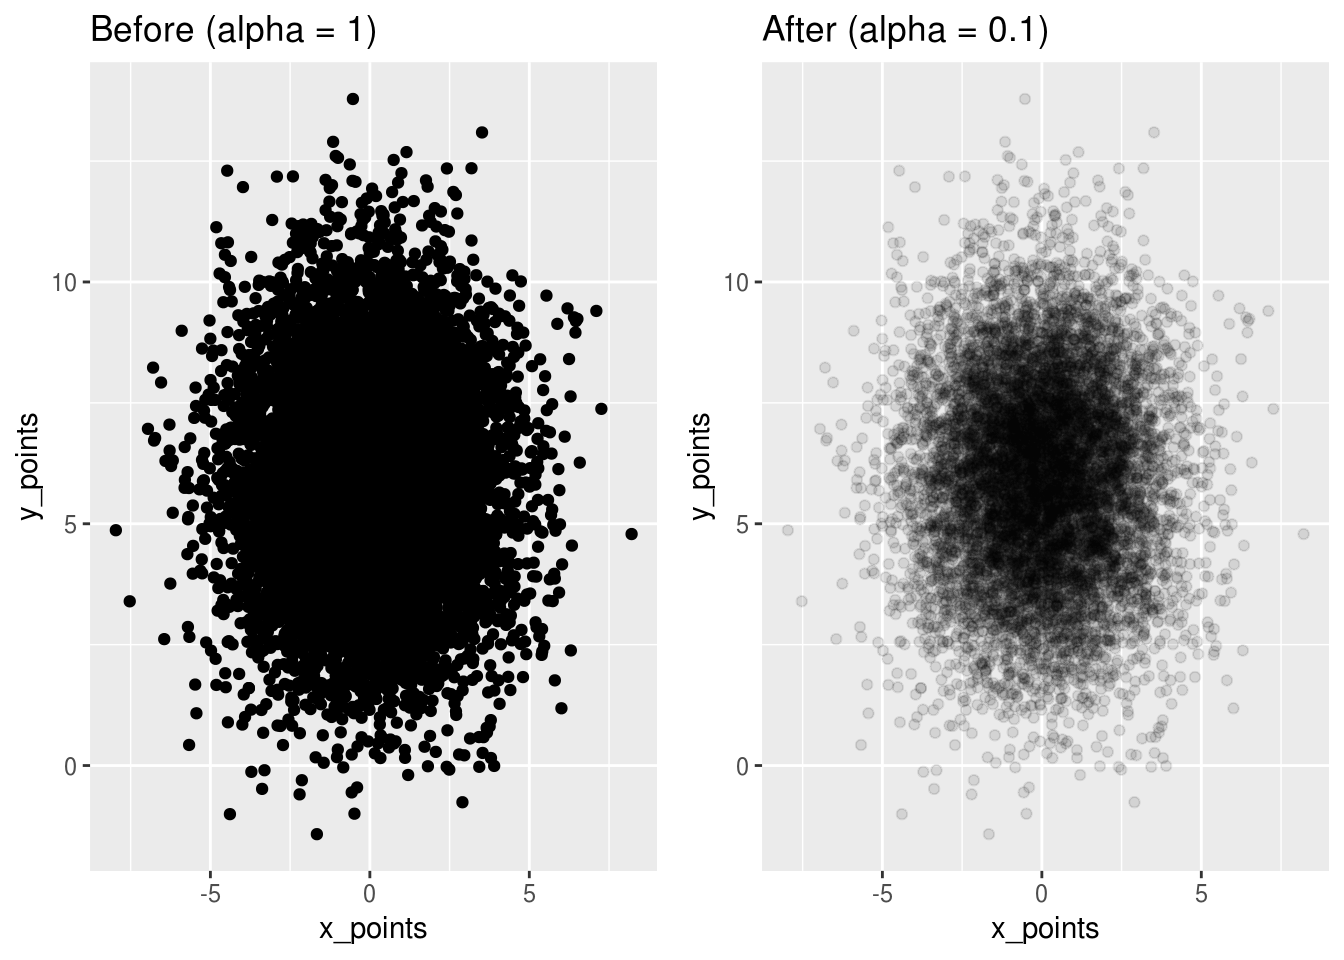 Before (alpha = 1)
10
5
0
y_points
-5 0 5
x_points
After (alpha = 0.1)
10
5
0
y_points
-5 0 5
x_points